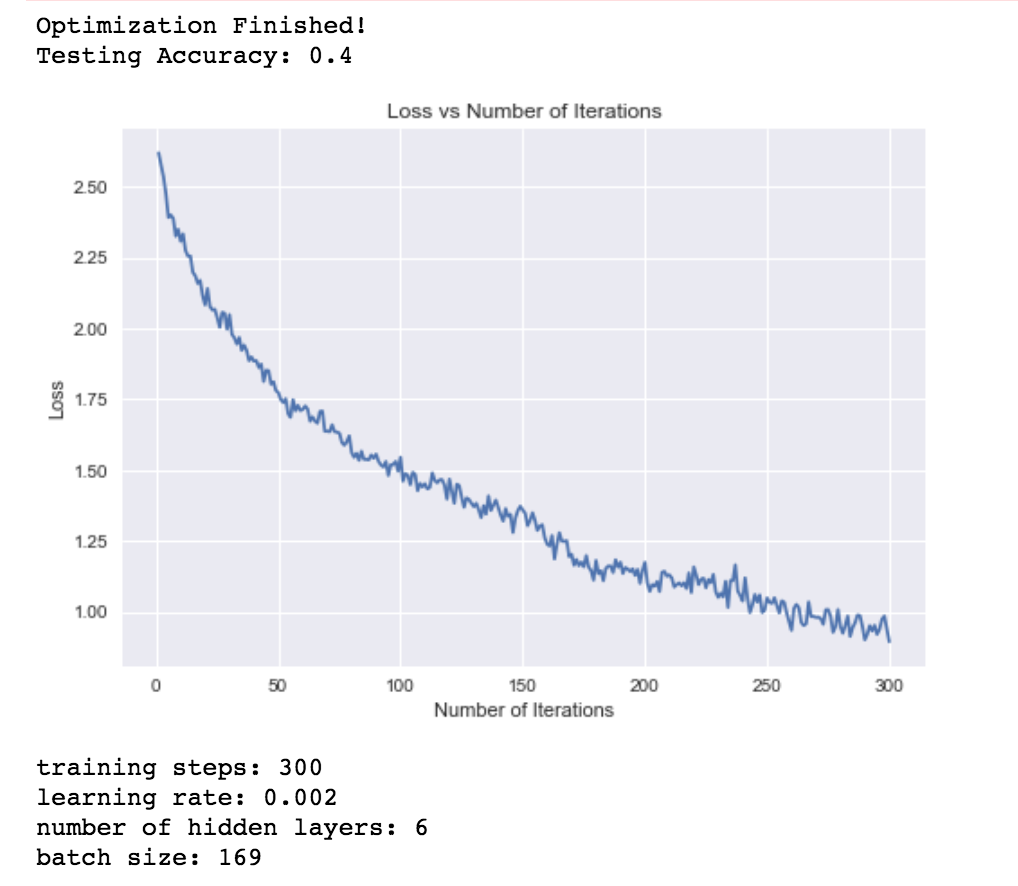 Optimization Finished!
Testing Accuracy: 0.4
Loss vs Number of Iterations
2.50
2.25
2.00
1.75
1.50
1.25
1.00
Loss
0 50 100 150 200 250 300
Number of Iterations
training steps: 300
learning rate: 0.002
number of hidden layers: 6
batch size: 169